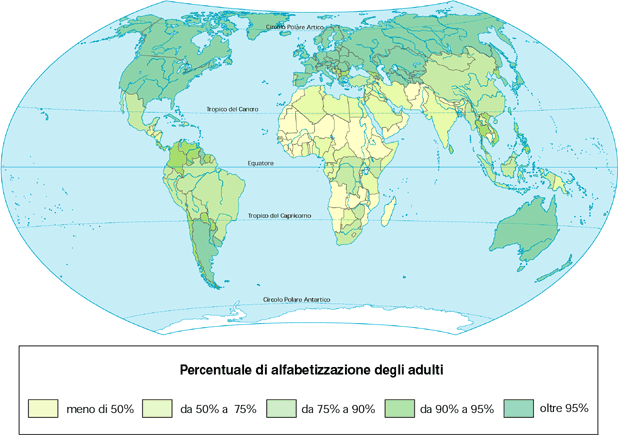 Circolo Polare Artico
Tropico del Cancro
Equatore
Tropico del Capricorno
Circolo Polare Antartico
Percentuale di alfabetizzazione degli adulti
meno di 50%
da 50% a 75%
da 75% a 90%
da 90% a 95%
oltre 95%